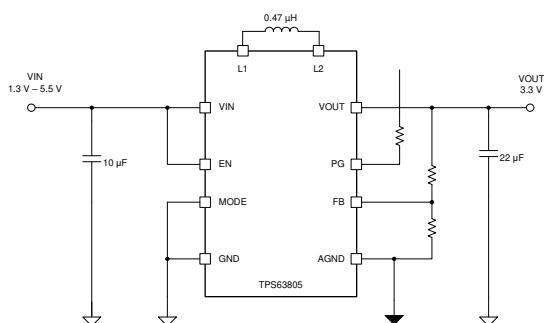 0.47 µH
VIN
1.3 V – 5.5 V
L1
L2
VOUT
3.3 V
VIN
VOUT
10 µF
EN
PG
22 µF
MODE
FB
GND
AGND
TPS63805